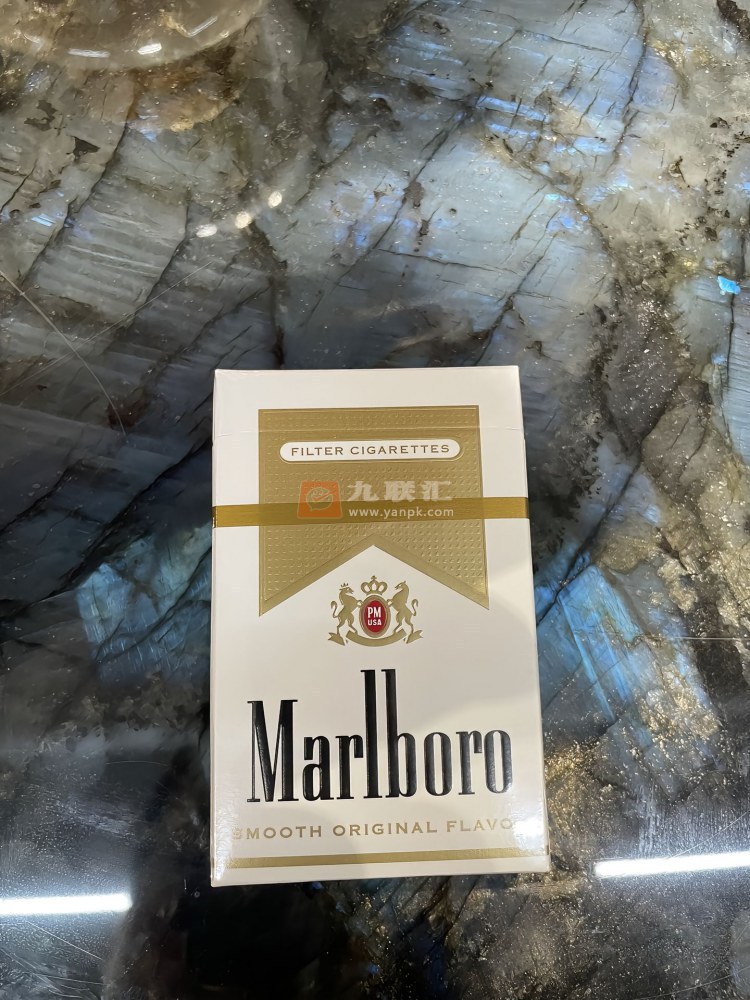 FILTER CIGARETTES
九联汇
www.yanpk.com
PM
USA
Marlboro
SMOOTH ORIGINAL FLAVO